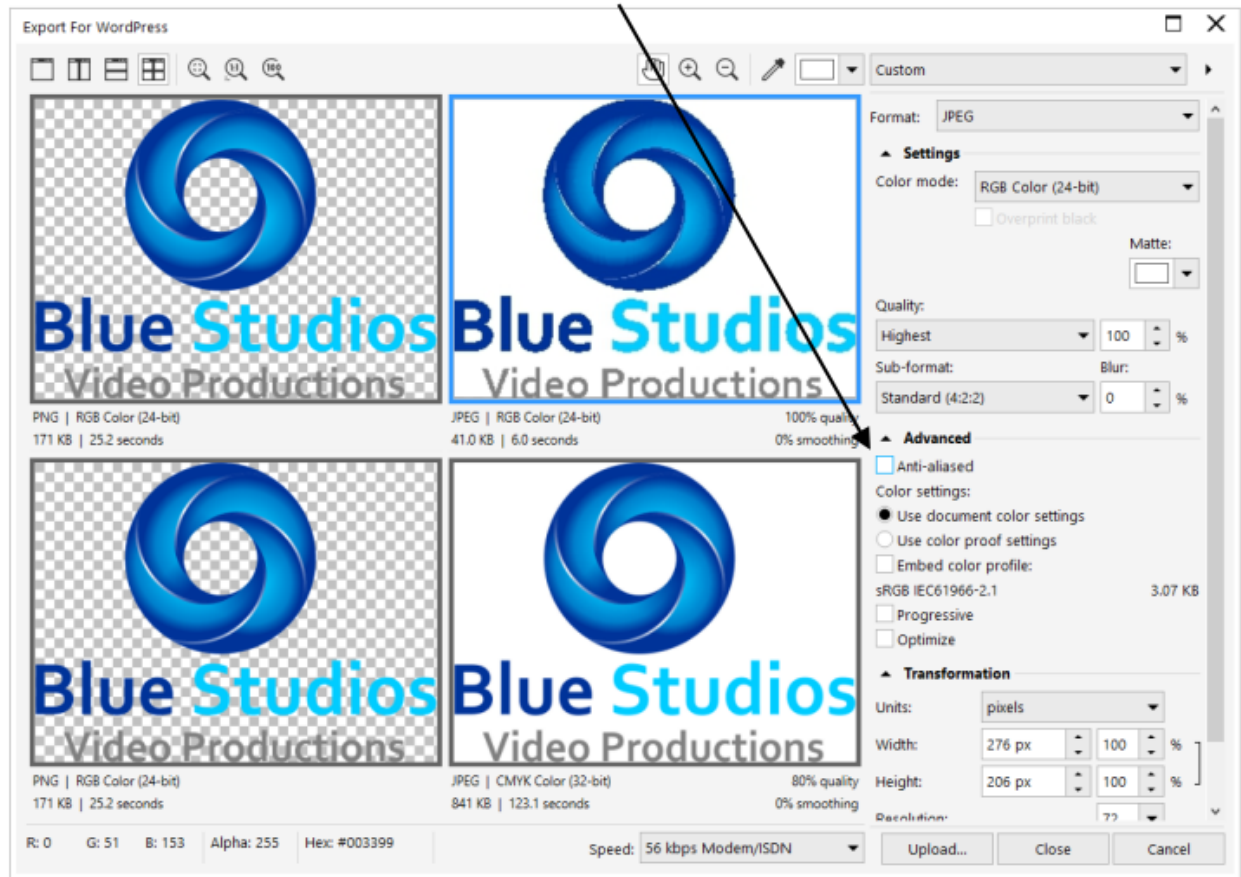 Export For WordPress
Custom
Format: JPEG
Settings
Color mode: RGB Color (24-bit)
Overprint black
Matte:
Quality:
Highest 100 %
Sub-format: Blur:
Standard (4:2:2) 0 %
Advanced
Anti-aliased
Color settings:
Use document color settings
Use color proof settings
Embed color profile:
sRGB IEC61966-2.1 3.07 KB
Progressive
Optimize
Transformation
Units: pixels
Width: 276 px 100 %
Height: 206 px 100 %
Resolution: 72
Blue Studios
Video Productions
PNG | RGB Color (24-bit)
171 KB | 25.2 seconds
Blue Studios
Video Productions
JPEG | RGB Color (24-bit) 100% quality
41.0 KB | 6.0 seconds 0% smoothing
Blue Studios
Video Productions
PNG | RGB Color (24-bit)
171 KB | 25.2 seconds
Blue Studios
Video Productions
JPEG | CMYK Color (32-bit) 80% quality
841 KB | 123.1 seconds 0% smoothing
R: 0 G: 51 B: 153 Alpha: 255 Hex: #003399
Speed: 56 kbps Modem/ISDN
Upload... Close Cancel